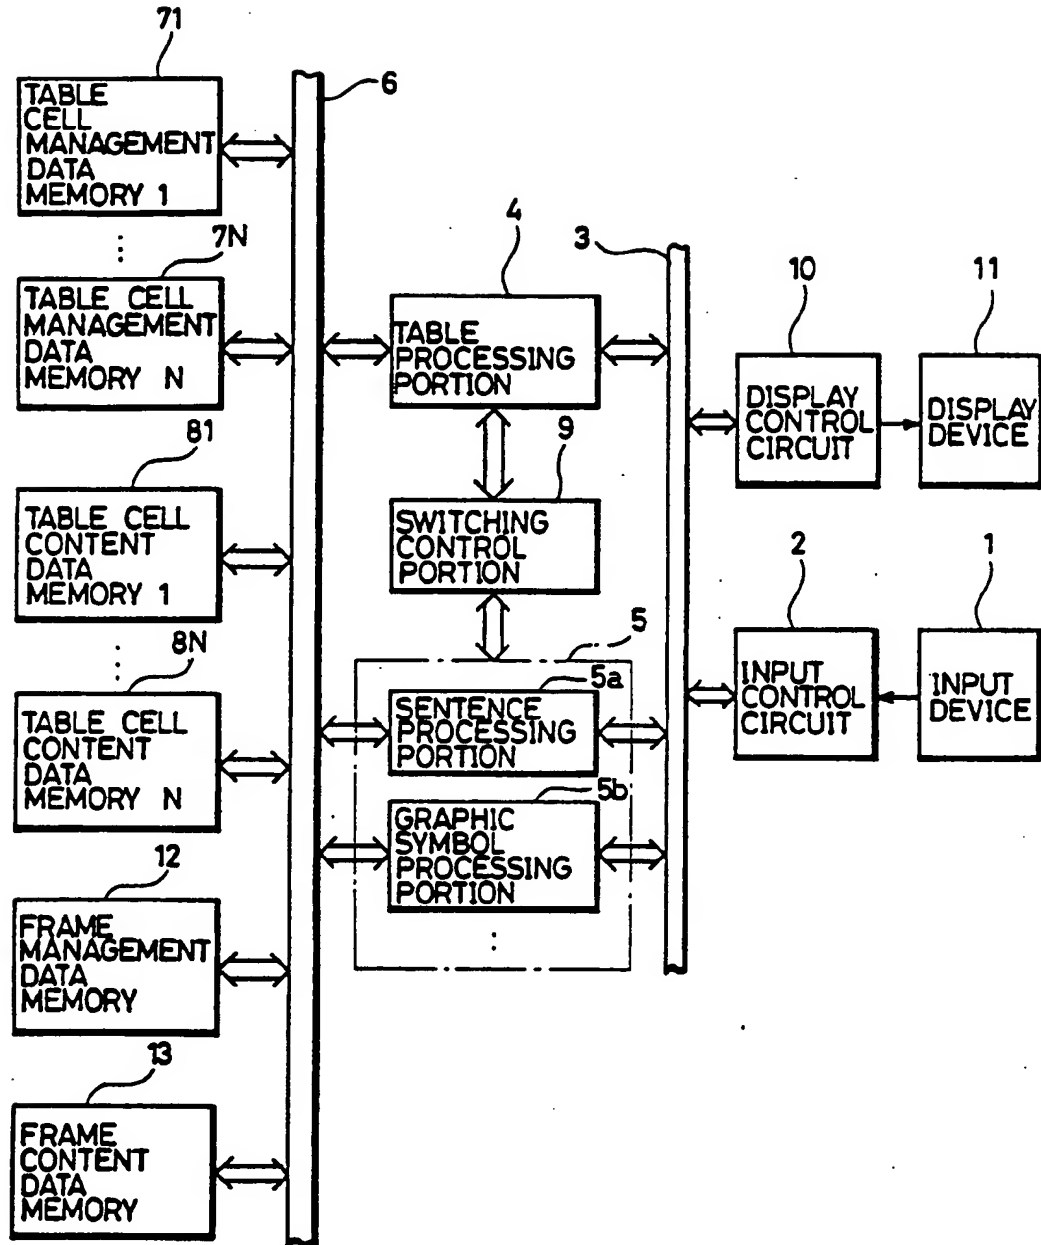 71
TABLE
CELL
MANAGEMENT
DATA
MEMORY 1
7N
TABLE CELL
MANAGEMENT
DATA
MEMORY N
81
TABLE CELL
CONTENT
DATA
MEMORY 1
8N
TABLE CELL
CONTENT
DATA
MEMORY N
12
FRAME
MANAGEMENT
DATA
MEMORY
13
FRAME
CONTENT
DATA
MEMORY
6
4
TABLE
PROCESSING
PORTION
9
SWITCHING
CONTROL
PORTION
5
5a
SENTENCE
PROCESSING
PORTION
5b
GRAPHIC
SYMBOL
PROCESSING
PORTION
3
10
DISPLAY
CONTROL
CIRCUIT
11
DISPLAY
DEVICE
2
INPUT
CONTROL
CIRCUIT
1
INPUT
DEVICE